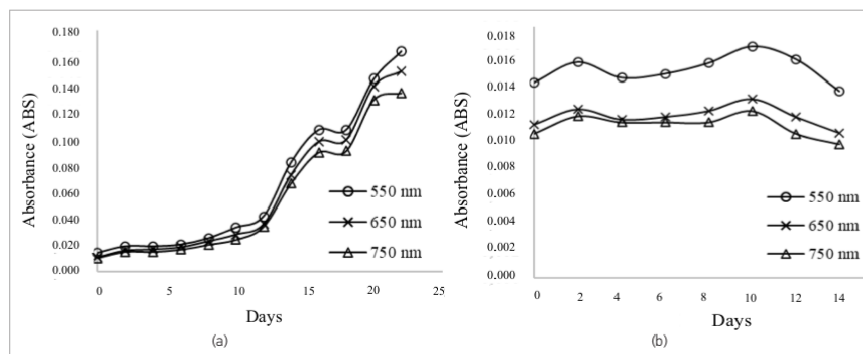 0.180
0.160
0.140
0.120
0.100
0.080
0.060
0.040
0.020
0.000
Absorbance (ABS)
550 nm
650 nm
750 nm
0 5 10 15 20 25
Days
(a)
0.018
0.016
0.014
0.012
0.010
0.008
0.006
0.004
0.002
0.000
Absorbance (ABS)
550 nm
650 nm
750 nm
0 2 4 6 8 10 12 14
Days
(b)